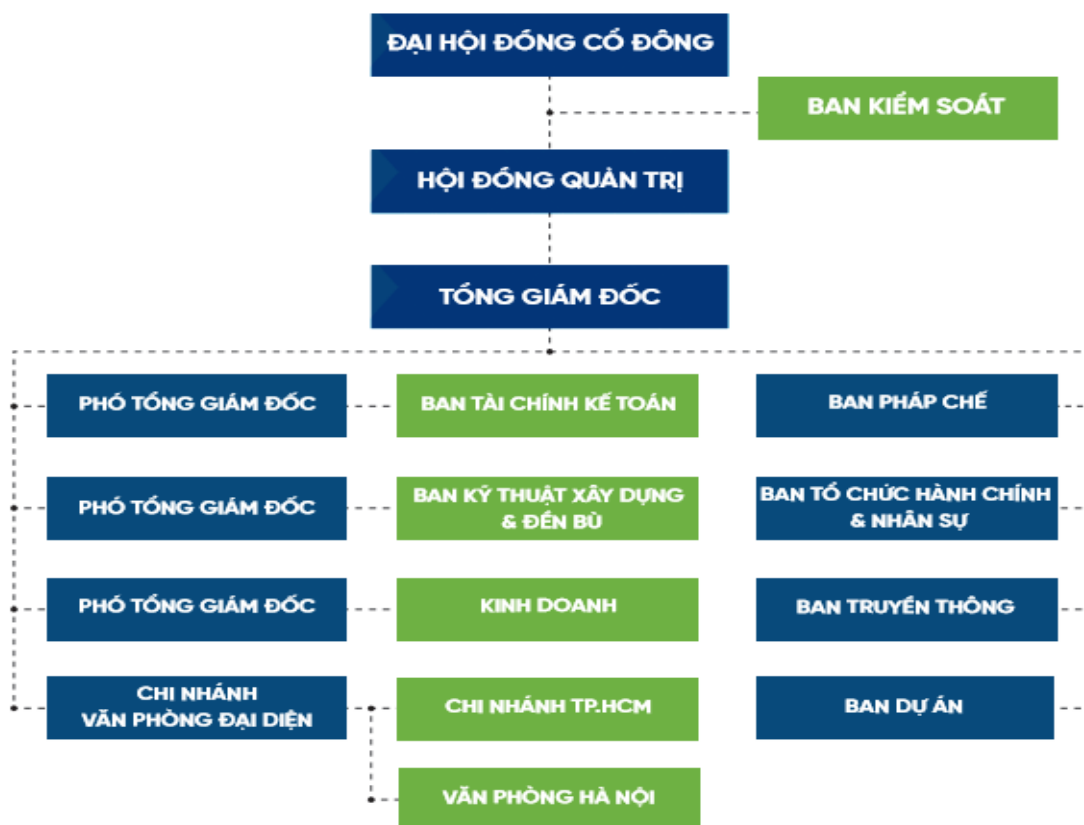 ĐẠI HỘI ĐỒNG CỔ ĐÔNG
BAN KIỂM SOÁT
HỘI ĐỒNG QUẢN TRỊ
TỔNG GIÁM ĐỐC
PHÓ TỔNG GIÁM ĐỐC
BAN TÀI CHÍNH KẾ TOÁN
BAN PHÁP CHẾ
PHÓ TỔNG GIÁM ĐỐC
BAN KỸ THUẬT XÂY DỰNG
& ĐỀN BÙ
BAN TỔ CHỨC HÀNH CHÍNH
& NHÂN SỰ
PHÓ TỔNG GIÁM ĐỐC
KINH DOANH
BAN TRUYỀN THÔNG
CHI NHÁNH
VĂN PHÒNG ĐẠI DIỆN
CHI NHÁNH TP.HCM
BAN DỰ ÁN
VĂN PHÒNG HÀ NỘI